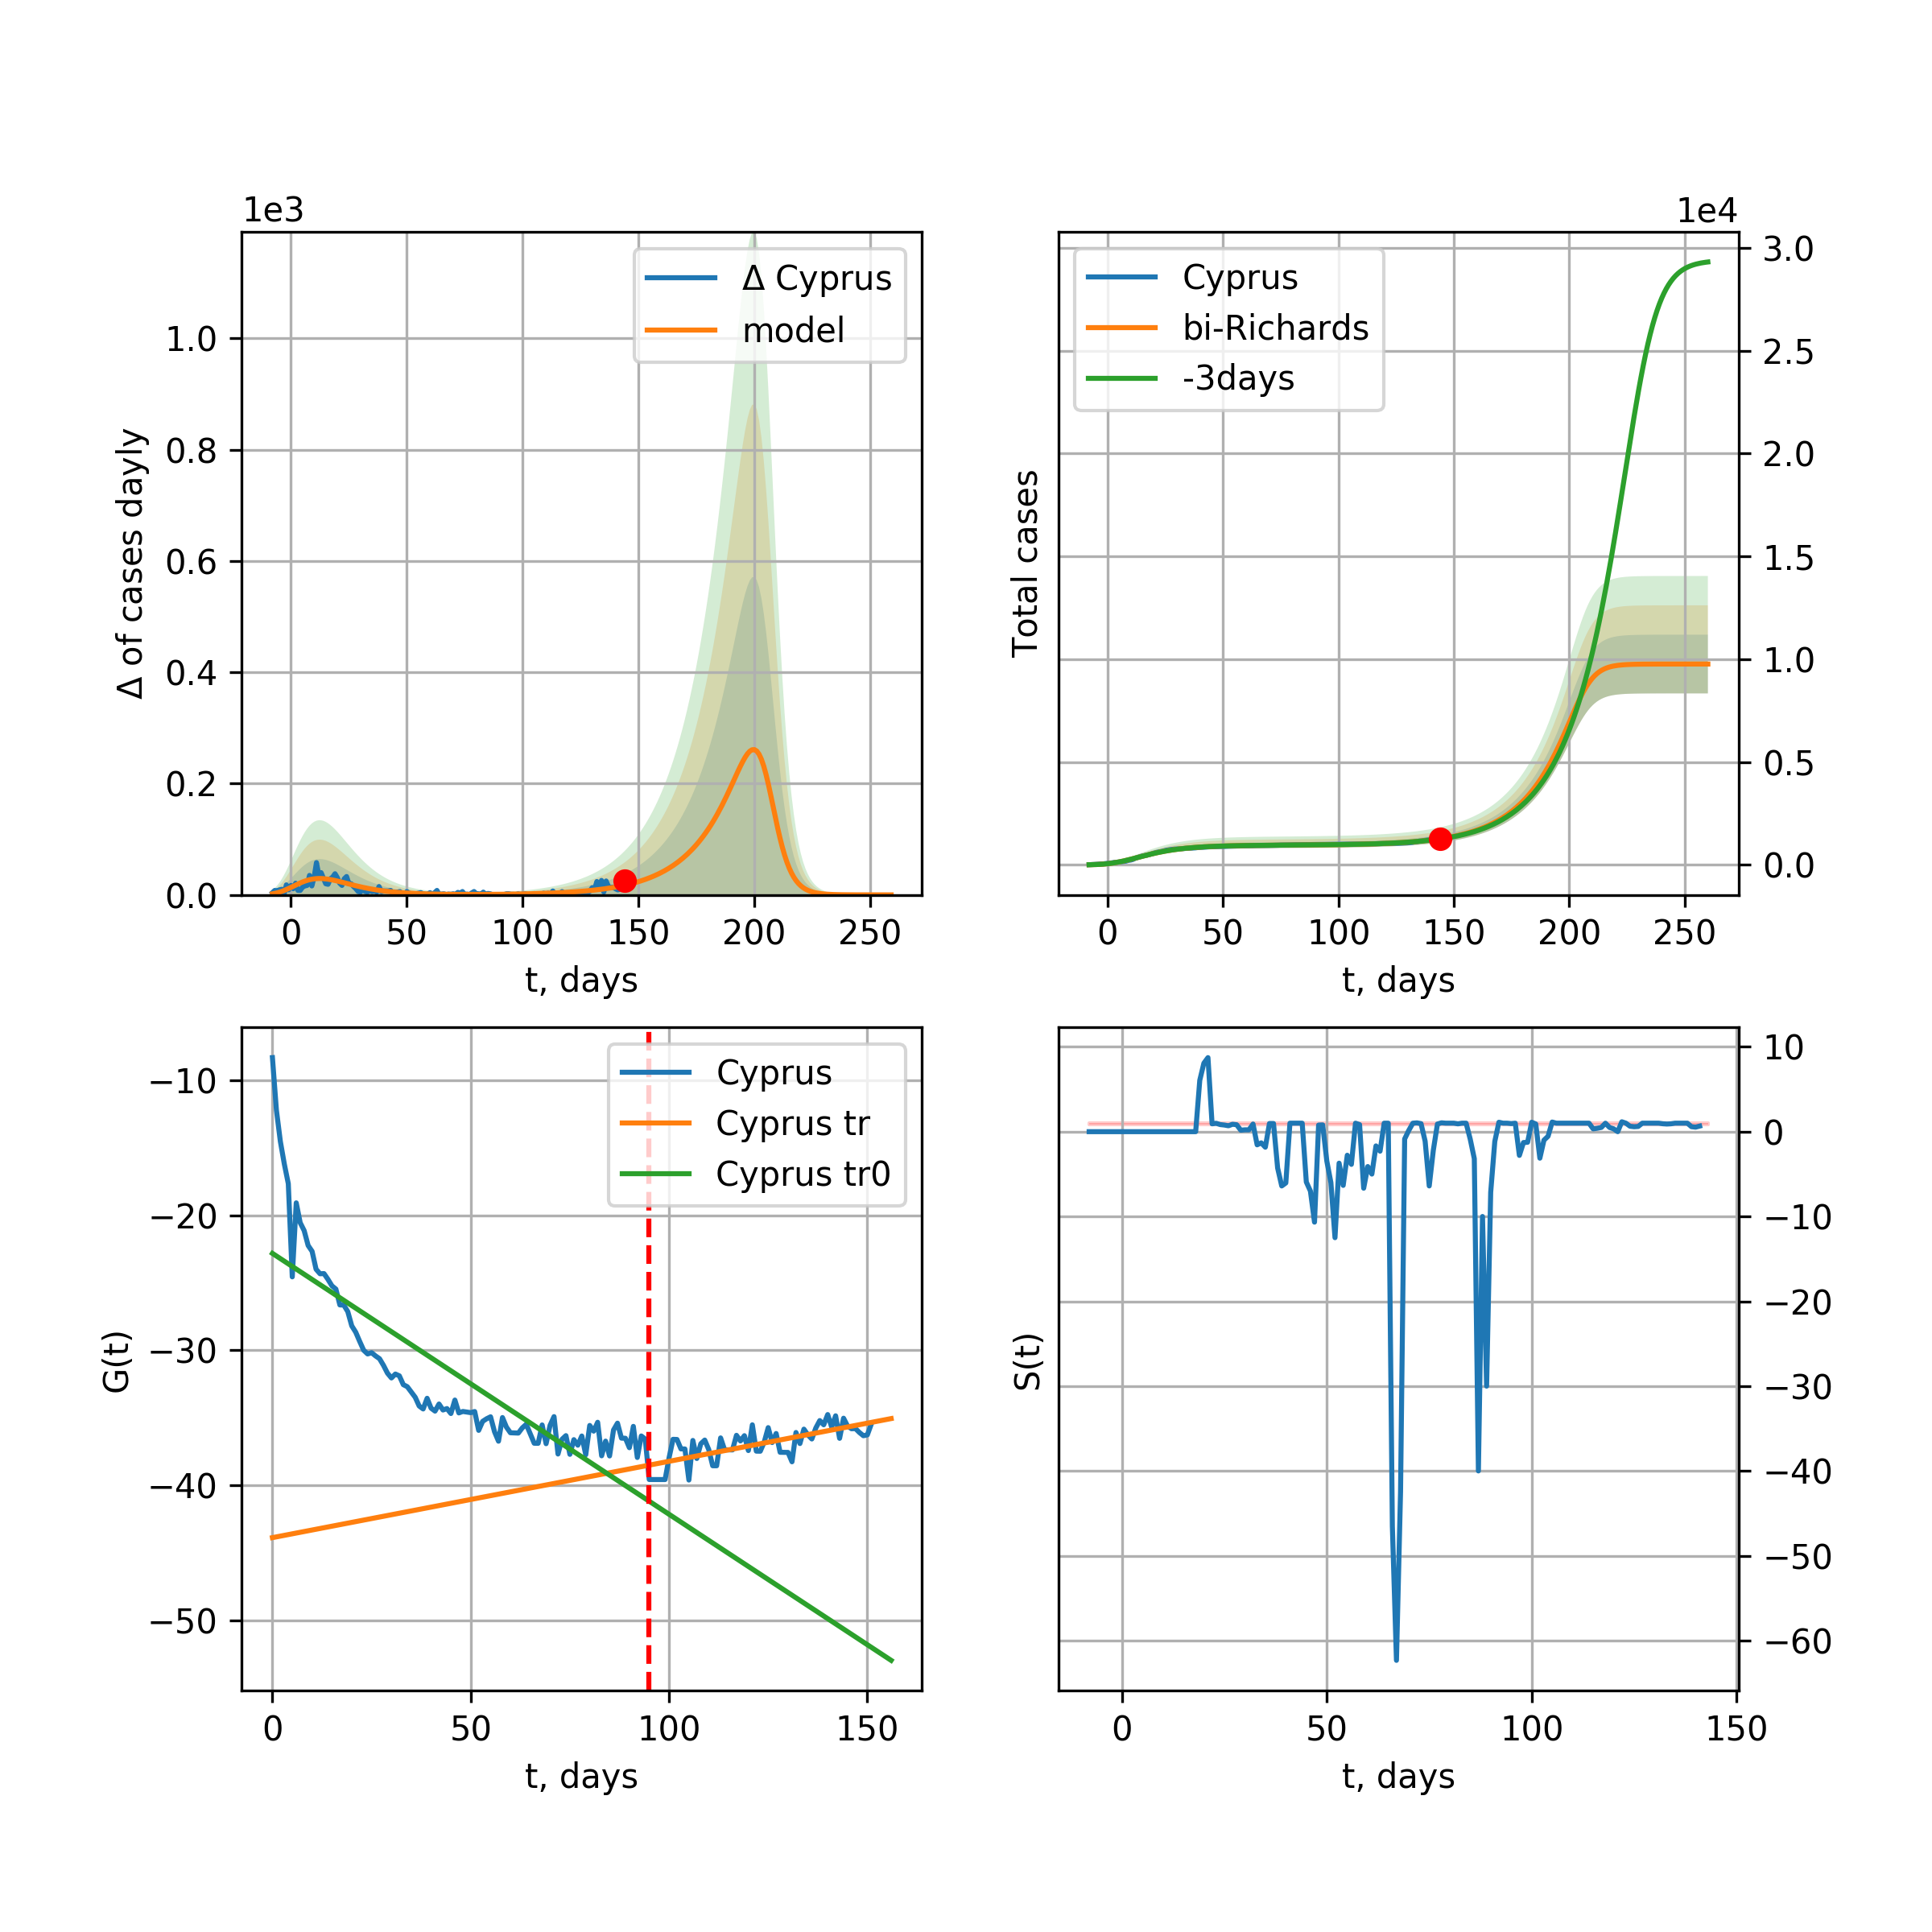 1e3
Δ Cyprus
model
Δ of cases dayly
1.0
0.8
0.6
0.4
0.2
0.0
0 50 100 150 200 250
t, days
1e4
Cyprus
bi-Richards
-3days
Total cases
3.0
2.5
2.0
1.5
1.0
0.5
0.0
0 50 100 150 200 250
t, days
Cyprus
Cyprus tr
Cyprus tr0
G(t)
−10
−20
−30
−40
−50
0 50 100 150
t, days
S(t)
10
0
−10
−20
−30
−40
−50
−60
0 50 100 150
t, days